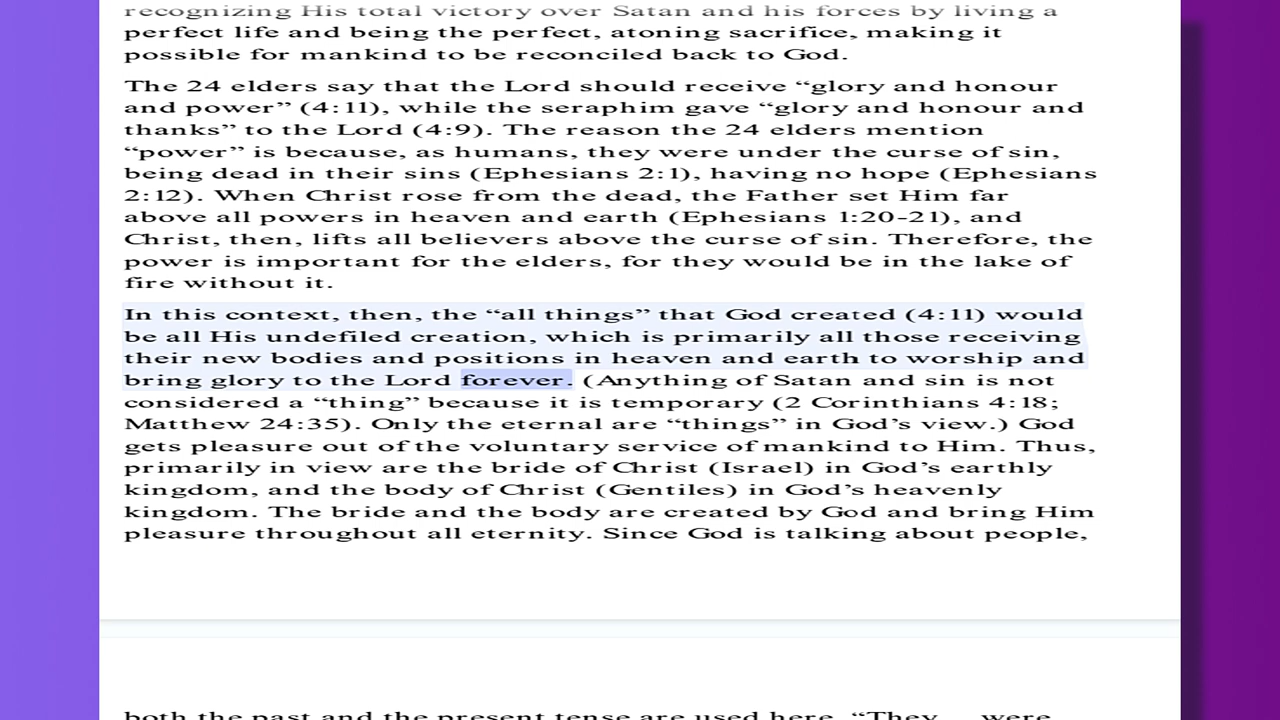 recognizing His total victory over Satan and his forces by living a
perfect life and being the perfect, atoning sacrifice, making it
possible for mankind to be reconciled back to God.
The 24 elders say that the Lord should receive “glory and honour
and power” (4:11), while the seraphim gave “glory and honour and
thanks” to the Lord (4:9). The reason the 24 elders mention
“power” is because, as humans, they were under the curse of sin,
being dead in their sins (Ephesians 2:1), having no hope (Ephesians
2:12). When Christ rose from the dead, the Father set Him far
above all powers in heaven and earth (Ephesians 1:20-21), and
Christ, then, lifts all believers above the curse of sin. Therefore, the
power is important for the elders, for they would be in the lake of
fire without it.
In this context, then, the “all things” that God created (4:11) would
be all His undefiled creation, which is primarily all those receiving
their new bodies and positions in heaven and earth to worship and
bring glory to the Lord forever. (Anything of Satan and sin is not
considered a “thing” because it is temporary (2 Corinthians 4:18;
Matthew 24:35). Only the eternal are “things” in God’s view.) God
gets pleasure out of the voluntary service of mankind to Him. Thus,
primarily in view are the bride of Christ (Israel) in God’s earthly
kingdom, and the body of Christ (Gentiles) in God’s heavenly
kingdom. The bride and the body are created by God and bring Him
pleasure throughout all eternity. Since God is talking about people,
both the past and the present tense are used here. “They … were